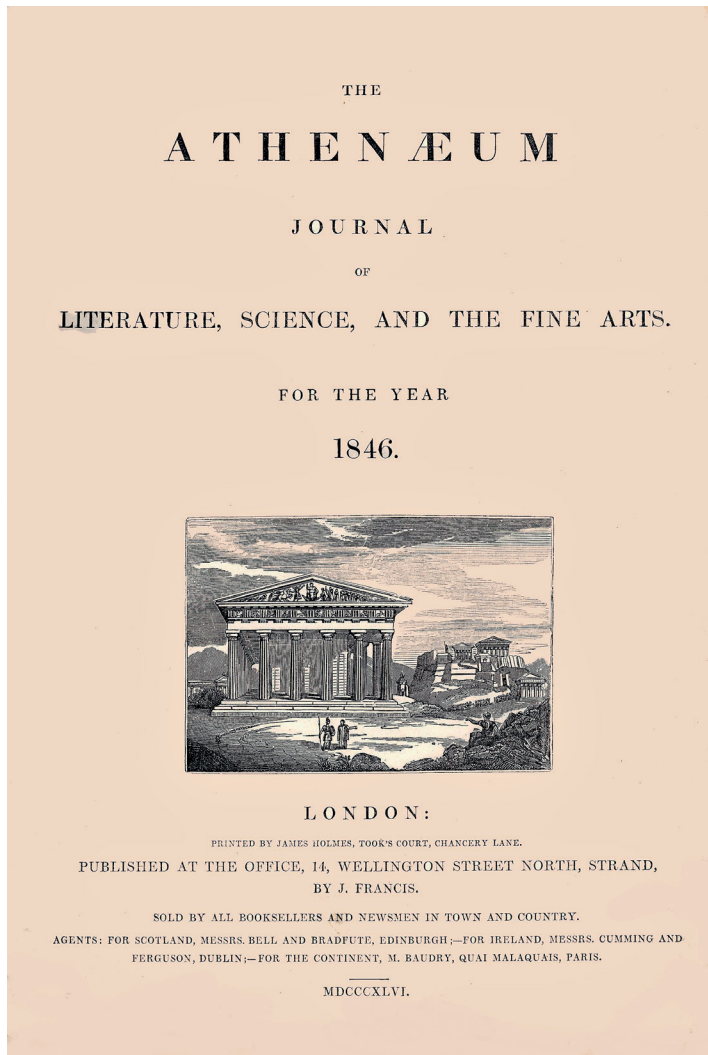 THE
ATHENÆUM
JOURNAL
OF
LITERATURE, SCIENCE, AND THE FINE ARTS.
FOR THE YEAR
1846.
LONDON:
PRINTED BY JAMES HOLMES, TOOK'S COURT, CHANCERY LANE.
PUBLISHED AT THE OFFICE, 14, WELLINGTON STREET NORTH, STRAND,
BY J. FRANCIS.
SOLD BY ALL BOOKSELLERS AND NEWSMEN IN TOWN AND COUNTRY.
AGENTS: FOR SCOTLAND, MESSRS. BELL AND BRADFUTE, EDINBURGH;—FOR IRELAND, MESSRS. CUMMING AND
FERGUSON, DUBLIN;—FOR THE CONTINENT, M. BAUDRY, QUAI MALAQUAIS, PARIS.
MDCCCXLVI.